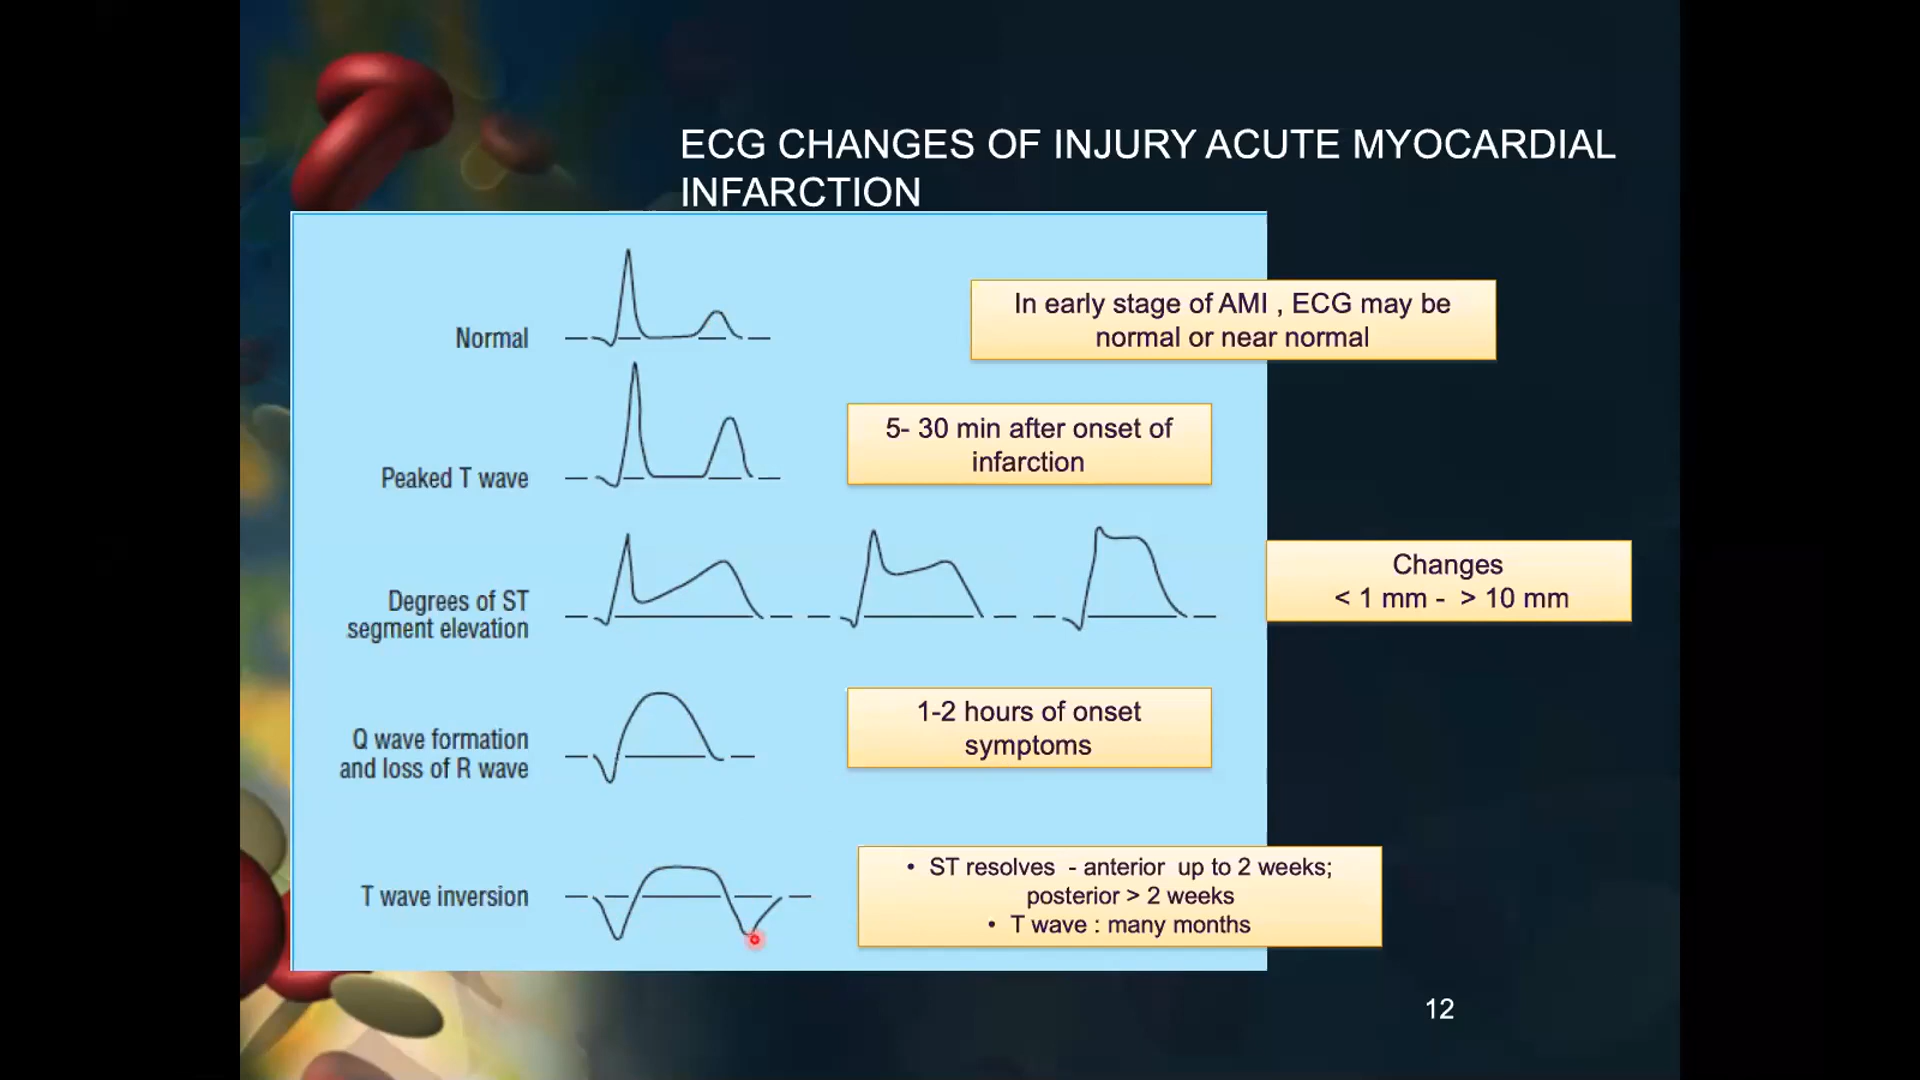 ECG CHANGES OF INJURY ACUTE MYOCARDIAL
INFARCTION
Normal
In early stage of AMI , ECG may be
normal or near normal
Peaked T wave
5- 30 min after onset of
infarction
Degrees of ST
segment elevation
Changes
< 1 mm -  > 10 mm
Q wave formation
and loss of R wave
1-2 hours of onset
symptoms
T wave inversion
• ST resolves  - anterior  up to 2 weeks;
posterior > 2 weeks
• T wave : many months
12